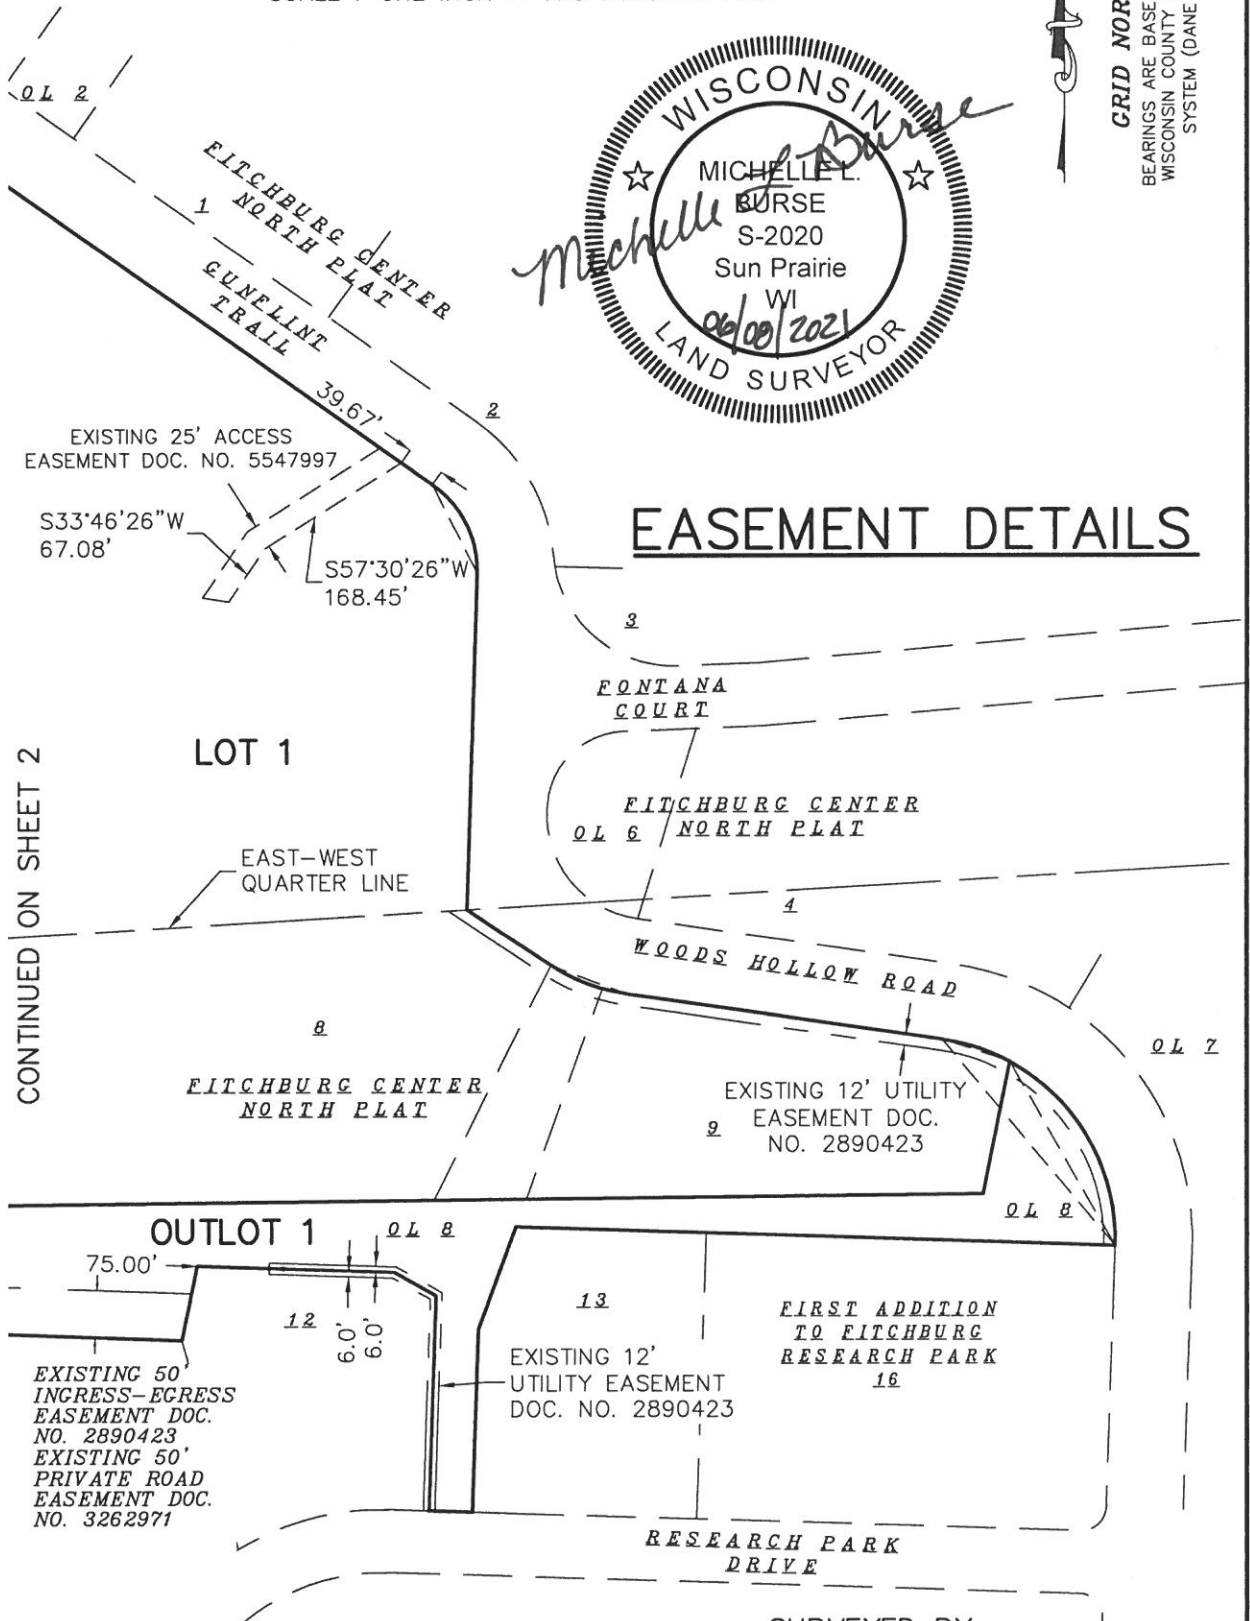 GRID NOR
BEARINGS ARE BASE
WISCONSIN COUNTY
SYSTEM (DANE
OL 2
WISCONSIN
MICHELLE L.
BURSE
S-2020
Sun Prairie
WI
06/08/2021
LAND SURVEYOR
Michelle L Burse
1
FITCHBURG CENTER
NORTH PLAT
GUNFLINT
TRAIL
39.67'
2
EXISTING 25' ACCESS
EASEMENT DOC. NO. 5547997
S33°46'26"W
67.08'
S57°30'26"W
168.45'
EASEMENT DETAILS
3
FONTANA
COURT
CONTINUED ON SHEET 2
LOT 1
FITCHBURG CENTER
NORTH PLAT
OL 6
EAST-WEST
QUARTER LINE
4
WOODS HOLLOW ROAD
8
OL 7
FITCHBURG CENTER
NORTH PLAT
EXISTING 12' UTILITY
EASEMENT DOC.
NO. 2890423
9
OL 8
OUTLOT 1
OL 8
75.00'
12
6.0'
6.0'
13
FIRST ADDITION
TO FITCHBURG
RESEARCH PARK
16
EXISTING 12'
UTILITY EASEMENT
DOC. NO. 2890423
EXISTING 50'
INGRESS-EGRESS
EASEMENT DOC.
NO. 2890423
EXISTING 50'
PRIVATE ROAD
EASEMENT DOC.
NO. 3262971
RESEARCH PARK
DRIVE